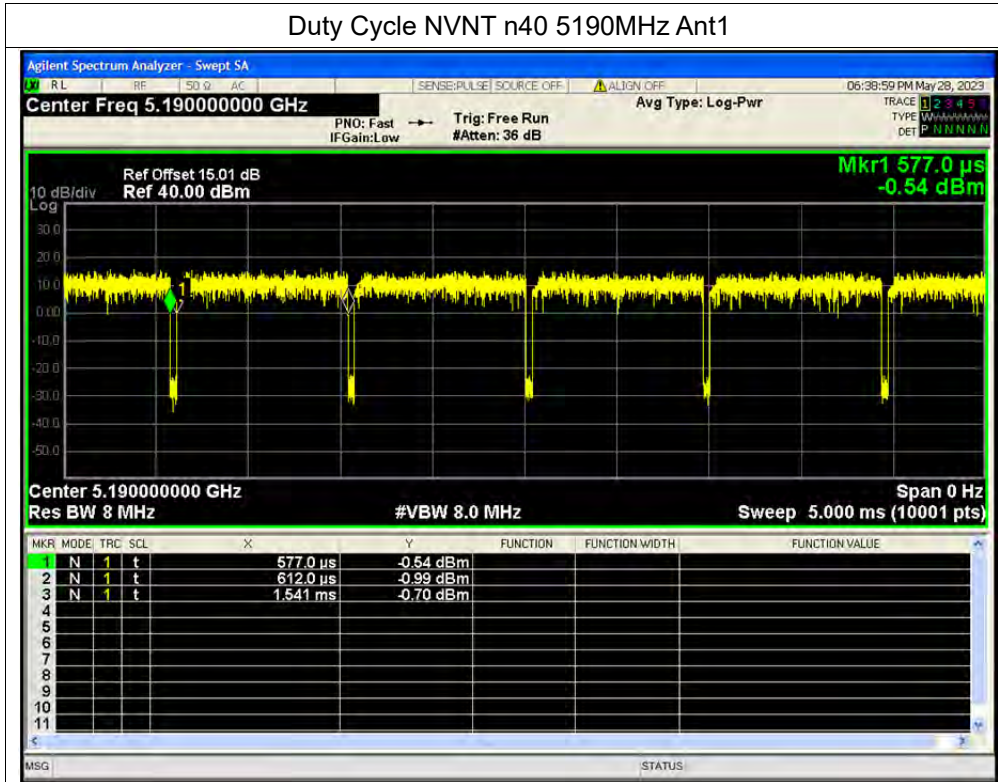 Duty Cycle NVNT n40 5190MHz Ant1
Agilent Spectrum Analyzer - Swept SA
RL RF 50 Ω AC SENSE:PULSE SOURCE OFF ALIGN OFF 06:38:59 PM May 28, 2023
Center Freq 5.190000000 GHz Avg Type: Log-Pwr TRACE 1 2 3 4 5
PNO: Fast Trig: Free Run TYPE W
IFGain:Low #Atten: 36 dB DET P N N N N N
Mkr1 577.0 µs
-0.54 dBm
Ref Offset 15.01 dB
10 dB/div Ref 40.00 dBm
Log
30.0
20.0
10.0
0.00
-10.0
-20.0
-30.0
-40.0
-50.0
1
Center 5.190000000 GHz Span 0 Hz
Res BW 8 MHz #VBW 8.0 MHz Sweep 5.000 ms (10001 pts)
MKR MODE TRC SCL X Y FUNCTION FUNCTION WIDTH FUNCTION VALUE
1 N 1 t 577.0 µs -0.54 dBm
2 N 1 t 612.0 µs -0.99 dBm
3 N 1 t 1.541 ms -0.70 dBm
4
5
6
7
8
9
10
11
MSG STATUS